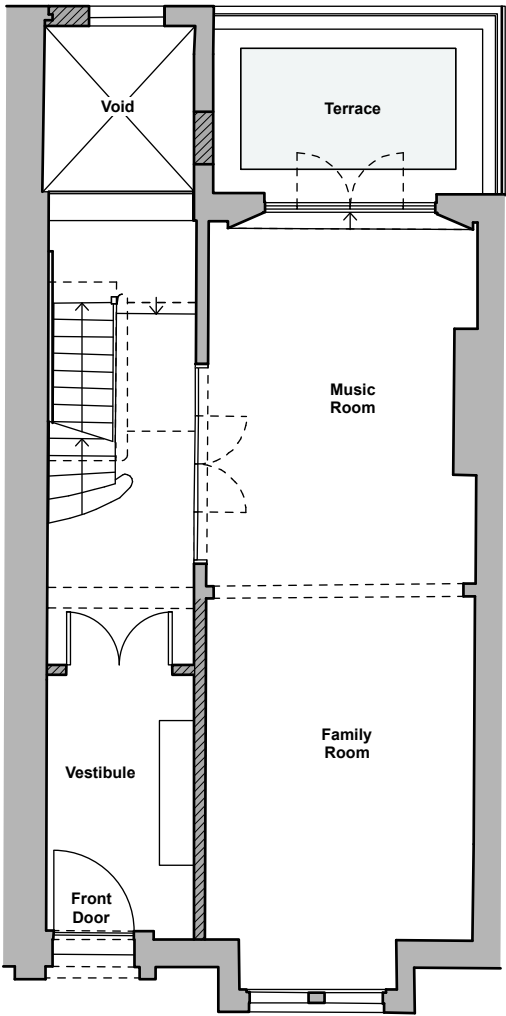 Void
Terrace
Music
Room
Family
Room
Vestibule
Front
Door